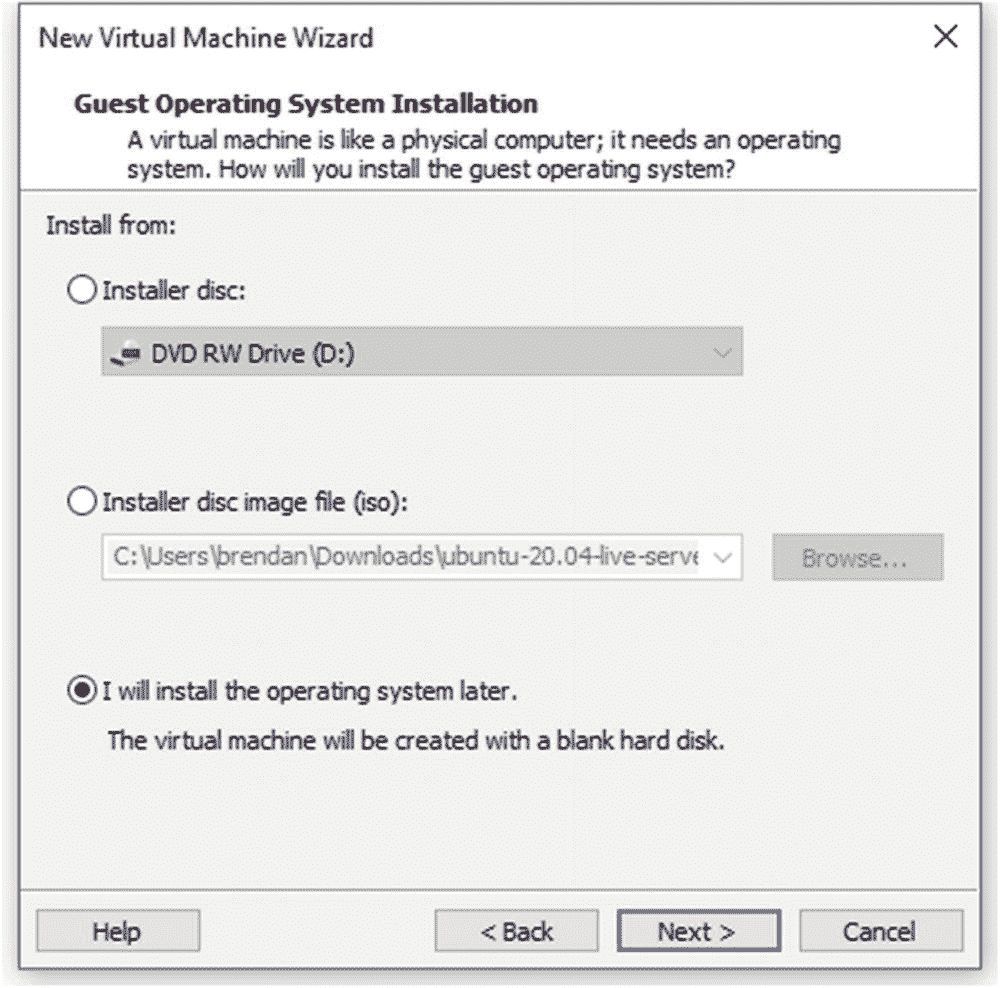 New Virtual Machine Wizard
Guest Operating System Installation
A virtual machine is like a physical computer; it needs an operating
system. How will you install the guest operating system?
Install from:
Installer disc:
DVD RW Drive (D:)
Installer disc image file (iso):
C:\Users\brendan\Downloads\ubuntu-20.04-live-serve
Browse...
I will install the operating system later.
The virtual machine will be created with a blank hard disk.
Help
< Back
Next >
Cancel